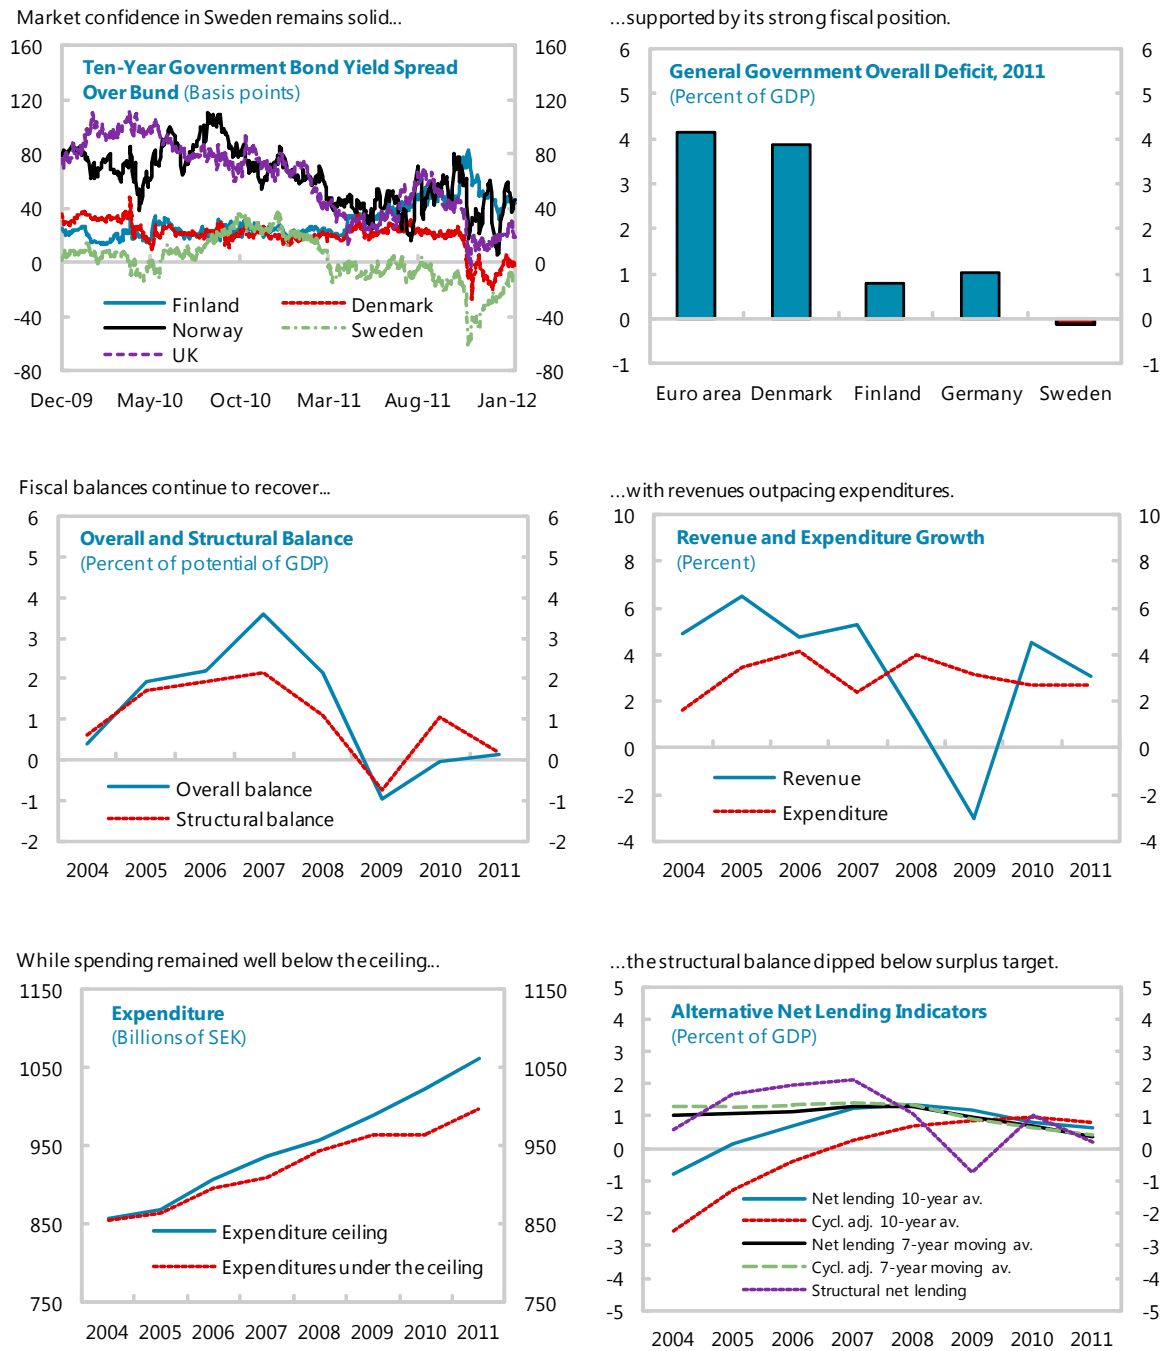 Market confidence in Sweden remains solid...
160
120
80
40
0
-40
-80
160
120
80
40
0
-40
-80
Ten-Year Govenrment Bond Yield Spread
Over Bund (Basis points)
Finland
Denmark
Norway
Sweden
UK
Dec-09 May-10 Oct-10 Mar-11 Aug-11 Jan-12
...supported by its strong fiscal position.
6
5
4
3
2
1
0
-1
6
5
4
3
2
1
0
-1
General Government Overall Deficit, 2011
(Percent of GDP)
Euro area Denmark Finland Germany Sweden
Fiscal balances continue to recover...
6
5
4
3
2
1
0
-1
-2
6
5
4
3
2
1
0
-1
-2
Overall and Structural Balance
(Percent of potential of GDP)
Overall balance
Structural balance
2004 2005 2006 2007 2008 2009 2010 2011
...with revenues outpacing expenditures.
10
8
6
4
2
0
-2
-4
10
8
6
4
2
0
-2
-4
Revenue and Expenditure Growth
(Percent)
Revenue
Expenditure
2004 2005 2006 2007 2008 2009 2010 2011
While spending remained well below the ceiling...
1150
1050
950
850
750
1150
1050
950
850
750
Expenditure
(Billions of SEK)
Expenditure ceiling
Expenditures under the ceiling
2004 2005 2006 2007 2008 2009 2010 2011
...the structural balance dipped below surplus target.
5
4
3
2
1
0
-1
-2
-3
-4
-5
5
4
3
2
1
0
-1
-2
-3
-4
-5
Alternative Net Lending Indicators
(Percent of GDP)
Net lending 10-year av.
Cycl. adj. 10-year av.
Net lending 7-year moving av.
Cycl. adj. 7-year moving av.
Structural net lending
2004 2005 2006 2007 2008 2009 2010 2011